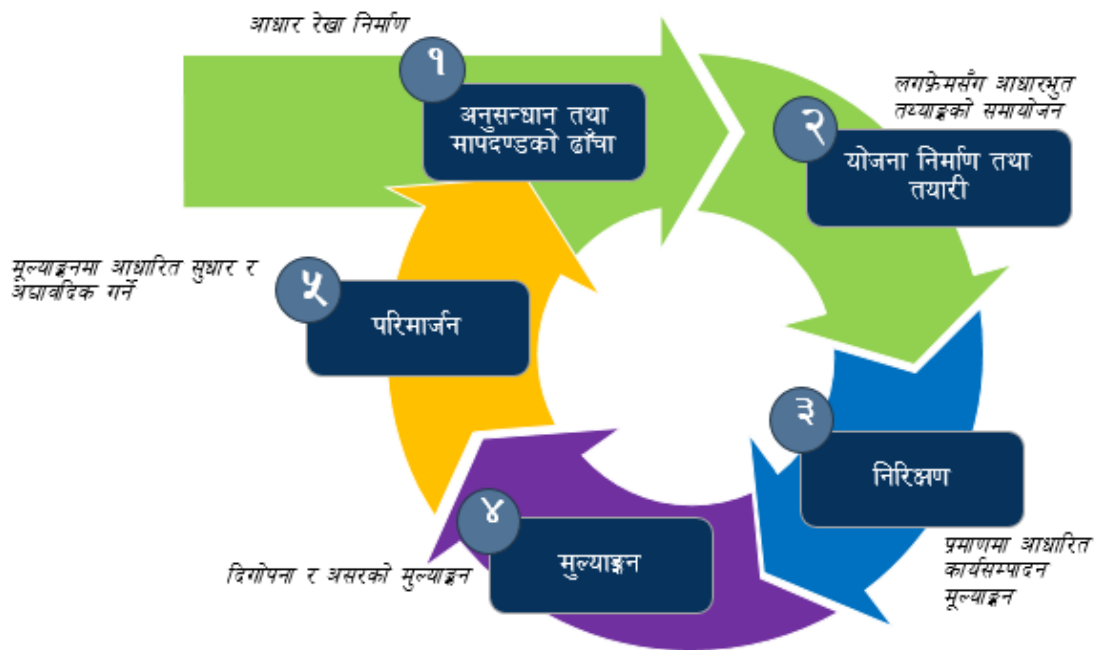 आधार रेखा निर्माण
१
अनुसन्धान तथा
मापदण्डको ढाँचा
लगफ्रेमसँग आधारभुत
तथ्याङ्कको समायोजन
२
योजना निर्माण तथा
तयारी
३
निरिक्षण
प्रमाणमा आधारित
कार्यसम्पादन
मूल्याङ्कन
४
मुल्याङ्कन
दिगोपना र असरको मुल्याङ्कन
५
परिमार्जन
मूल्याङ्कनमा आधारित सुधार र
अद्यावदिक गर्ने